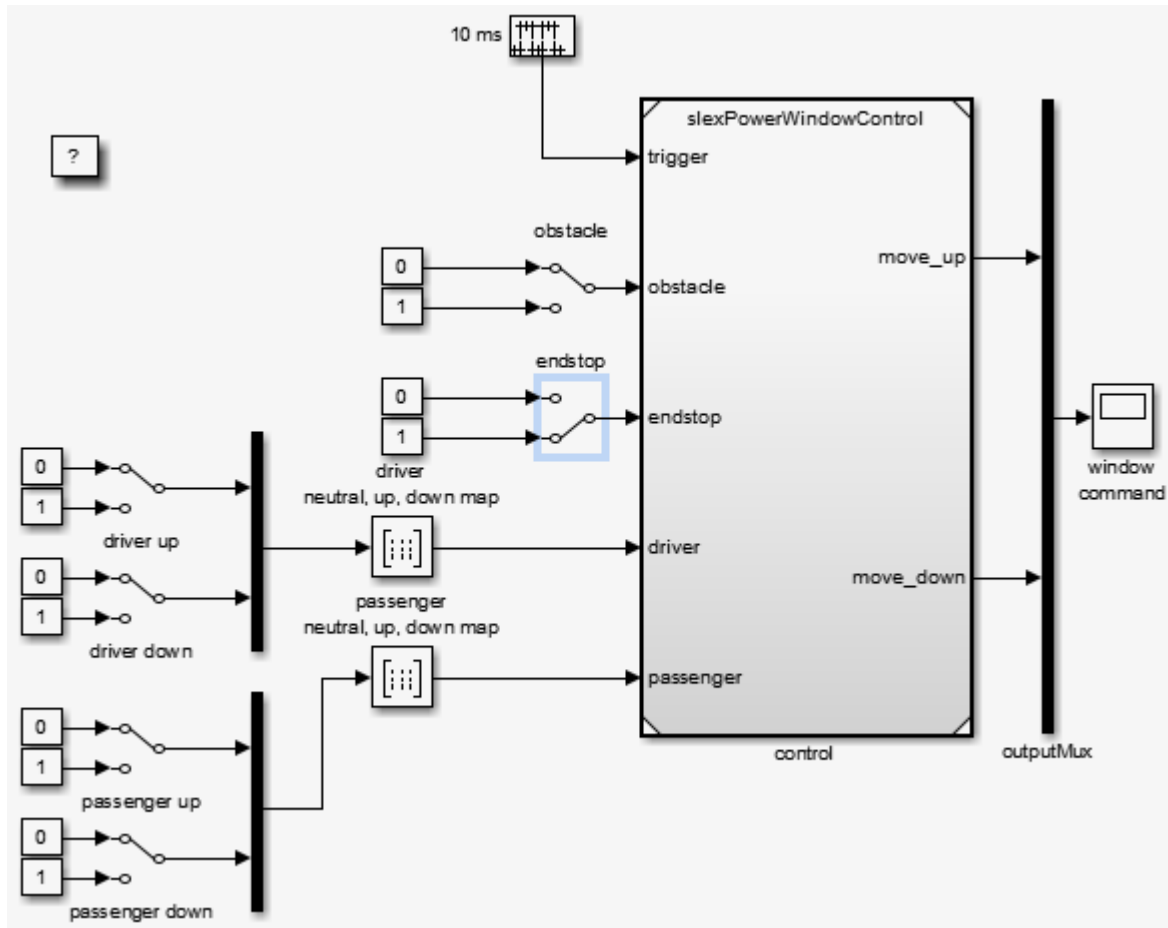 10 ms
slexPowerWindowControl
trigger
?
obstacle
0
1
obstacle
move_up
endstop
0
1
endstop
driver
neutral, up, down map
window
command
0
1
driver up
driver
0
1
driver down
passenger
neutral, up, down map
move_down
passenger
0
1
passenger up
control
outputMux
0
1
passenger down